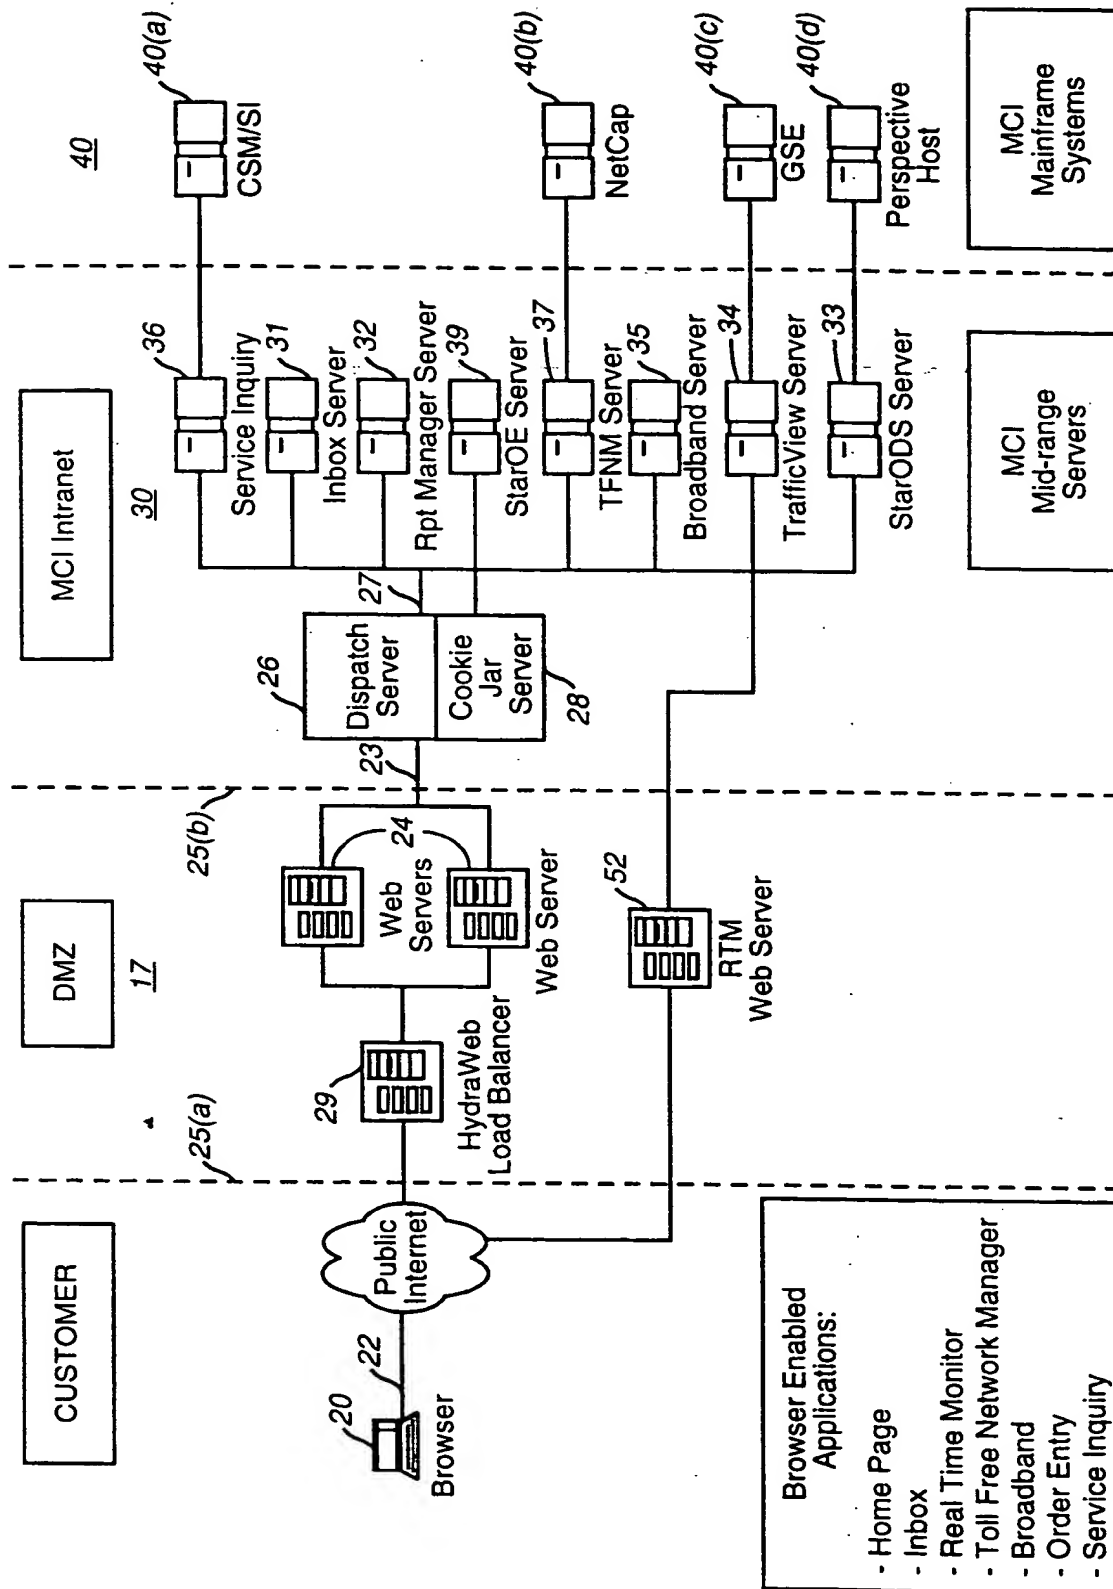 CUSTOMER
DMZ
MCI Intranet
17
30
40
25(a)
25(b)
20
22
Browser
Public
Internet
29
HydraWeb
Load Balancer
24
Web
Servers
Web Server
52
RTM
Web Server
23
26
Dispatch
Server
Cookie
Jar
Server
28
27
36
Service Inquiry
31
Inbox Server
32
Rpt Manager Server
39
StarOE Server
37
TFNM Server
35
Broadband Server
34
TrafficView Server
33
StarODS Server
40(a)
CSM/SI
40(b)
NetCap
40(c)
GSE
40(d)
Perspective
Host
Browser Enabled
Applications:
- Home Page
- Inbox
- Real Time Monitor
- Toll Free Network Manager
- Broadband
- Order Entry
- Service Inquiry
MCI
Mid-range
Servers
MCI
Mainframe
Systems